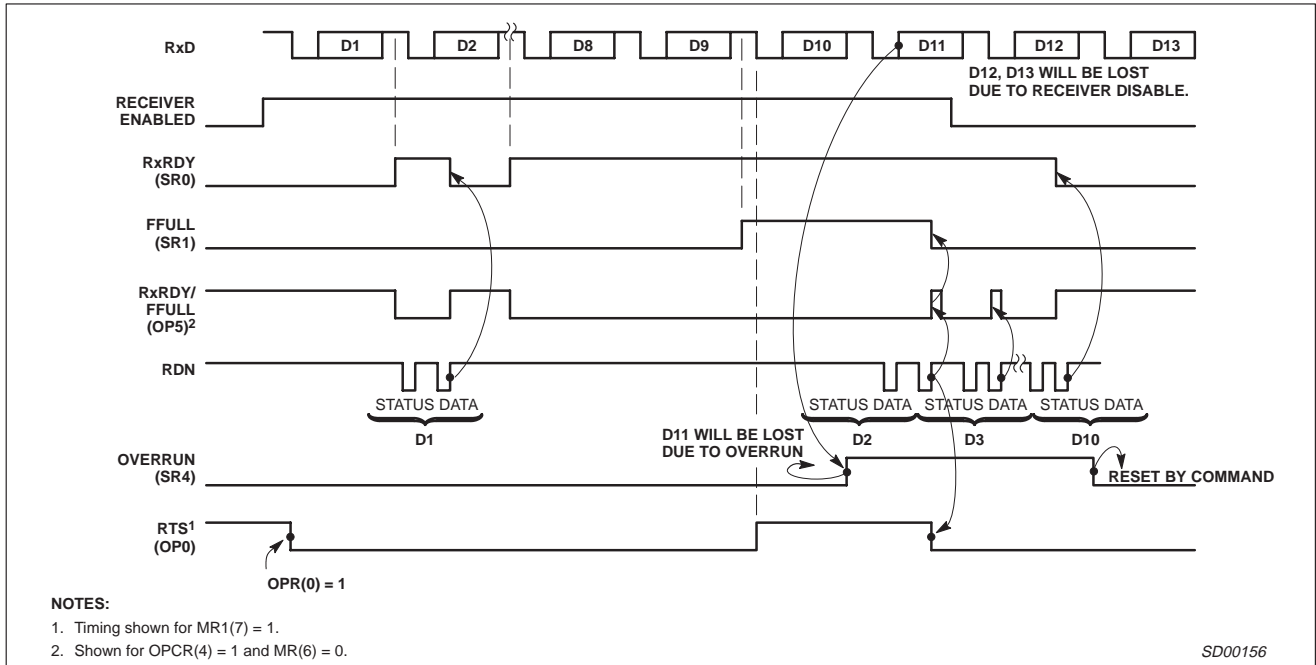 RxD
D1
D2
D8
D9
D10
D11
D12
D13
D12, D13 WILL BE LOST
DUE TO RECEIVER DISABLE.
RECEIVER
ENABLED
RxRDY
(SR0)
FFULL
(SR1)
RxRDY/
FFULL
(OP5)2
RDN
STATUS DATA
D1
STATUS DATA
D2
STATUS DATA
D3
STATUS DATA
D10
D11 WILL BE LOST
DUE TO OVERRUN
OVERRUN
(SR4)
RESET BY COMMAND
RTS1
(OP0)
OPR(0) = 1
NOTES:
1. Timing shown for MR1(7) = 1.
2. Shown for OPCR(4) = 1 and MR(6) = 0.
SD00156